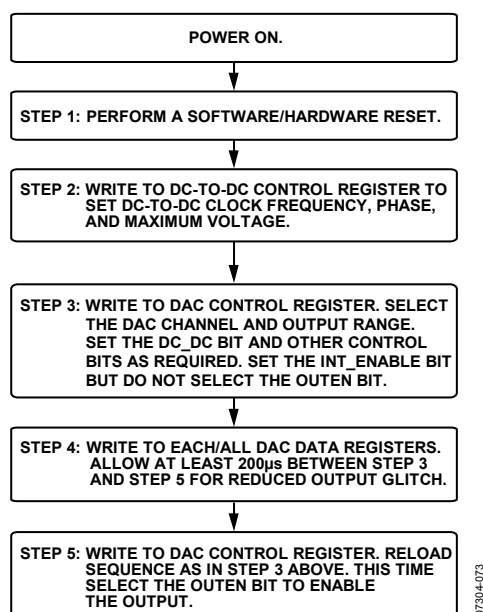 POWER ON.
STEP 1: PERFORM A SOFTWARE/HARDWARE RESET.
STEP 2: WRITE TO DC-TO-DC CONTROL REGISTER TO
SET DC-TO-DC CLOCK FREQUENCY, PHASE,
AND MAXIMUM VOLTAGE.
STEP 3: WRITE TO DAC CONTROL REGISTER. SELECT
THE DAC CHANNEL AND OUTPUT RANGE.
SET THE DC_DC BIT AND OTHER CONTROL
BITS AS REQUIRED. SET THE INT_ENABLE BIT
BUT DO NOT SELECT THE OUTEN BIT.
STEP 4: WRITE TO EACH/ALL DAC DATA REGISTERS.
ALLOW AT LEAST 200µs BETWEEN STEP 3
AND STEP 5 FOR REDUCED OUTPUT GLITCH.
STEP 5: WRITE TO DAC CONTROL REGISTER. RELOAD
SEQUENCE AS IN STEP 3 ABOVE. THIS TIME
SELECT THE OUTEN BIT TO ENABLE
THE OUTPUT.
07304-073